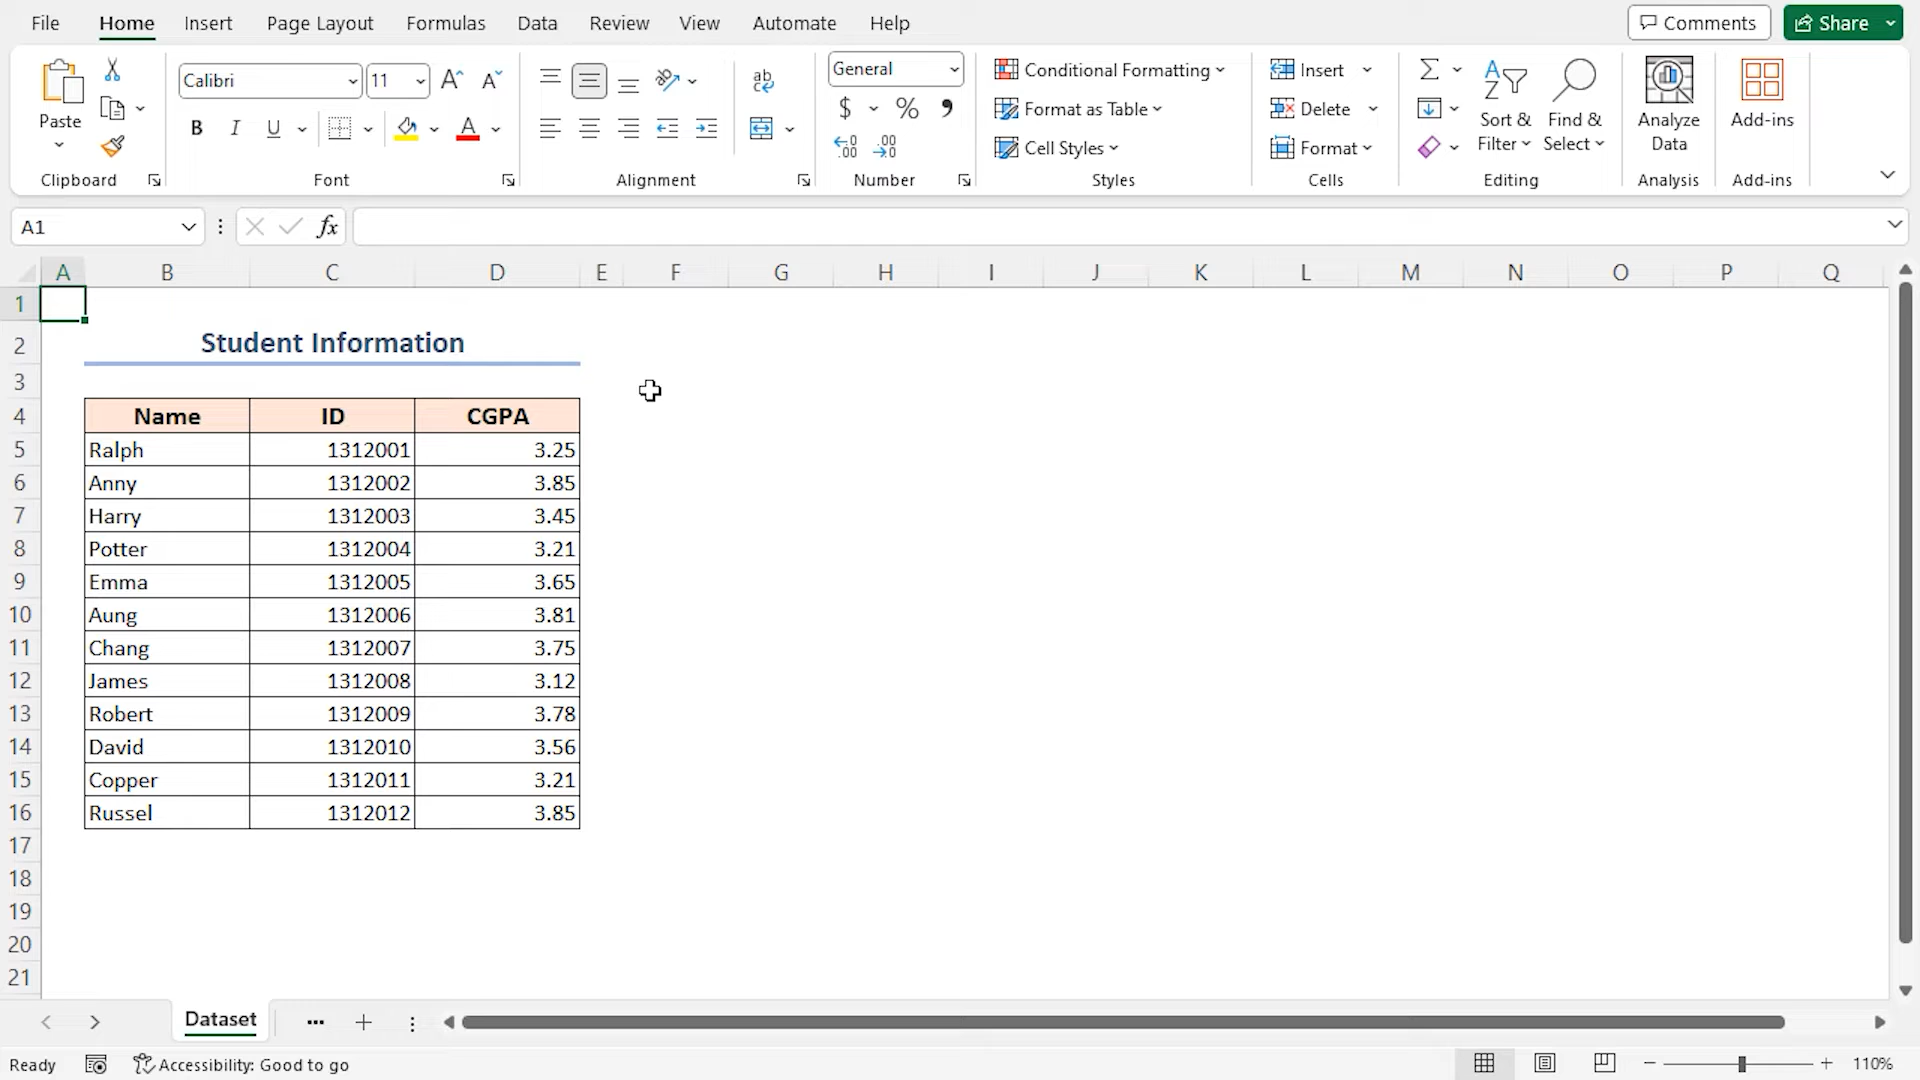 File Home Insert Page Layout Formulas Data Review View Automate Help Comments Share
Paste
Clipboard
Calibri 11
B I U A
Font
ab
c
Alignment
General
$ % 9
.00 .00
Number
Conditional Formatting
Format as Table
Cell Styles
Styles
Insert
Delete
Format
Cells
Sort &
Filter
Find &
Select
Editing
Analyze
Data
Analysis
Add-ins
Add-ins
A1 fx
A B C D E F G H I J K L M N O P Q
1
2 Student Information
3
4 Name ID CGPA
5 Ralph 1312001 3.25
6 Anny 1312002 3.85
7 Harry 1312003 3.45
8 Potter 1312004 3.21
9 Emma 1312005 3.65
10 Aung 1312006 3.81
11 Chang 1312007 3.75
12 James 1312008 3.12
13 Robert 1312009 3.78
14 David 1312010 3.56
15 Copper 1312011 3.21
16 Russel 1312012 3.85
17
18
19
20
21
Dataset ...
Ready Accessibility: Good to go 110%